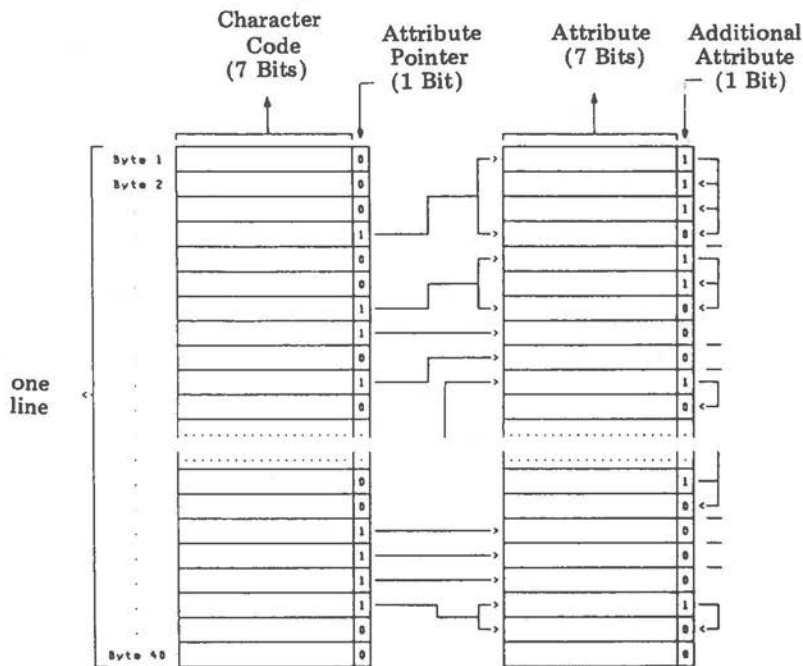 Character
Code
(7 Bits)
Attribute
Pointer
(1 Bit)
Attribute
(7 Bits)
Additional
Attribute
(1 Bit)
Byte 1 0 1
Byte 2 0 1
0 1
1 0
0 1
0 1
1 0
1 0
0 0
1 1
0 0
one
line
0 1
0 0
1 0
1 0
1 0
1 1
0 0
Byte 40 0 0